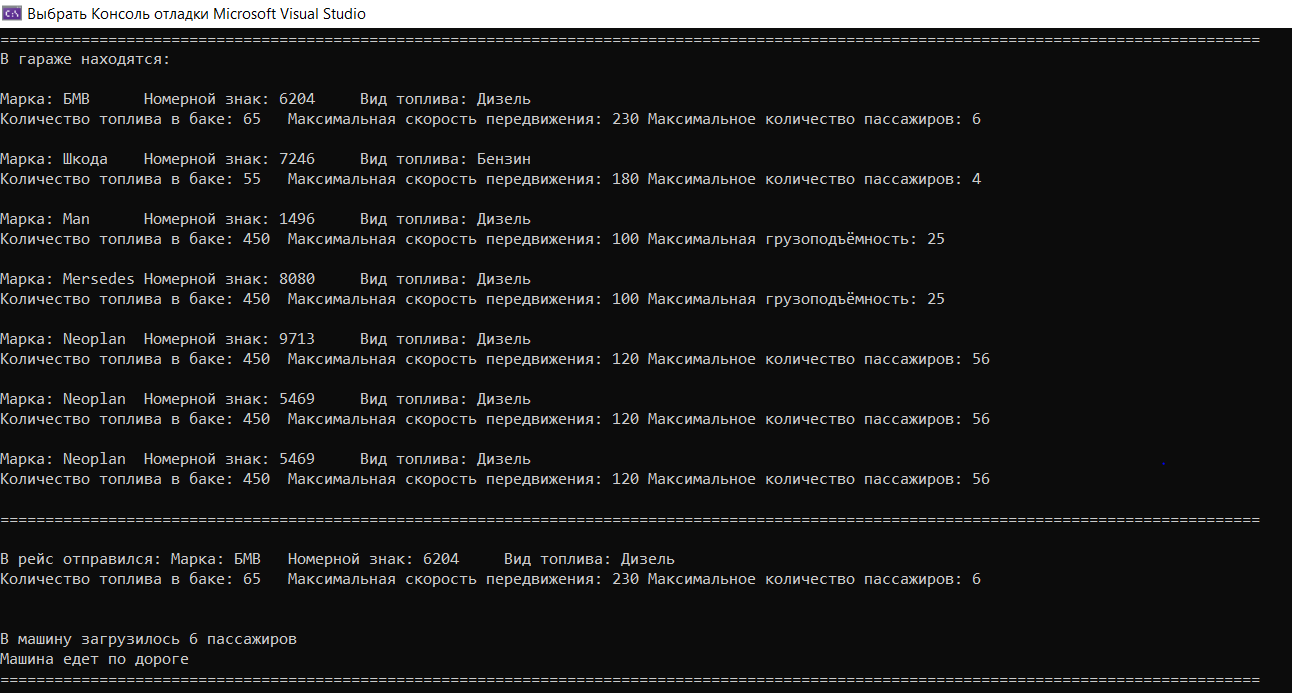 C:\ Выбрать Консоль отладки Microsoft Visual Studio
============================================================================================================================================
В гараже находятся:
Марка: БМВ      Номерной знак: 6204     Вид топлива: Дизель
Количество топлива в баке: 65   Максимальная скорость передвижения: 230 Максимальное количество пассажиров: 6
Марка: Шкода    Номерной знак: 7246     Вид топлива: Бензин
Количество топлива в баке: 55   Максимальная скорость передвижения: 180 Максимальное количество пассажиров: 4
Марка: Man      Номерной знак: 1496     Вид топлива: Дизель
Количество топлива в баке: 450  Максимальная скорость передвижения: 100 Максимальная грузоподъёмность: 25
Марка: Mersedes Номерной знак: 8080     Вид топлива: Дизель
Количество топлива в баке: 450  Максимальная скорость передвижения: 100 Максимальная грузоподъёмность: 25
Марка: Neoplan  Номерной знак: 9713     Вид топлива: Дизель
Количество топлива в баке: 450  Максимальная скорость передвижения: 120 Максимальное количество пассажиров: 56
Марка: Neoplan  Номерной знак: 5469     Вид топлива: Дизель
Количество топлива в баке: 450  Максимальная скорость передвижения: 120 Максимальное количество пассажиров: 56
Марка: Neoplan  Номерной знак: 5469     Вид топлива: Дизель
Количество топлива в баке: 450  Максимальная скорость передвижения: 120 Максимальное количество пассажиров: 56
============================================================================================================================================
В рейс отправился: Марка: БМВ   Номерной знак: 6204     Вид топлива: Дизель
Количество топлива в баке: 65   Максимальная скорость передвижения: 230 Максимальное количество пассажиров: 6
В машину загрузилось 6 пассажиров
Машина едет по дороге
============================================================================================================================================